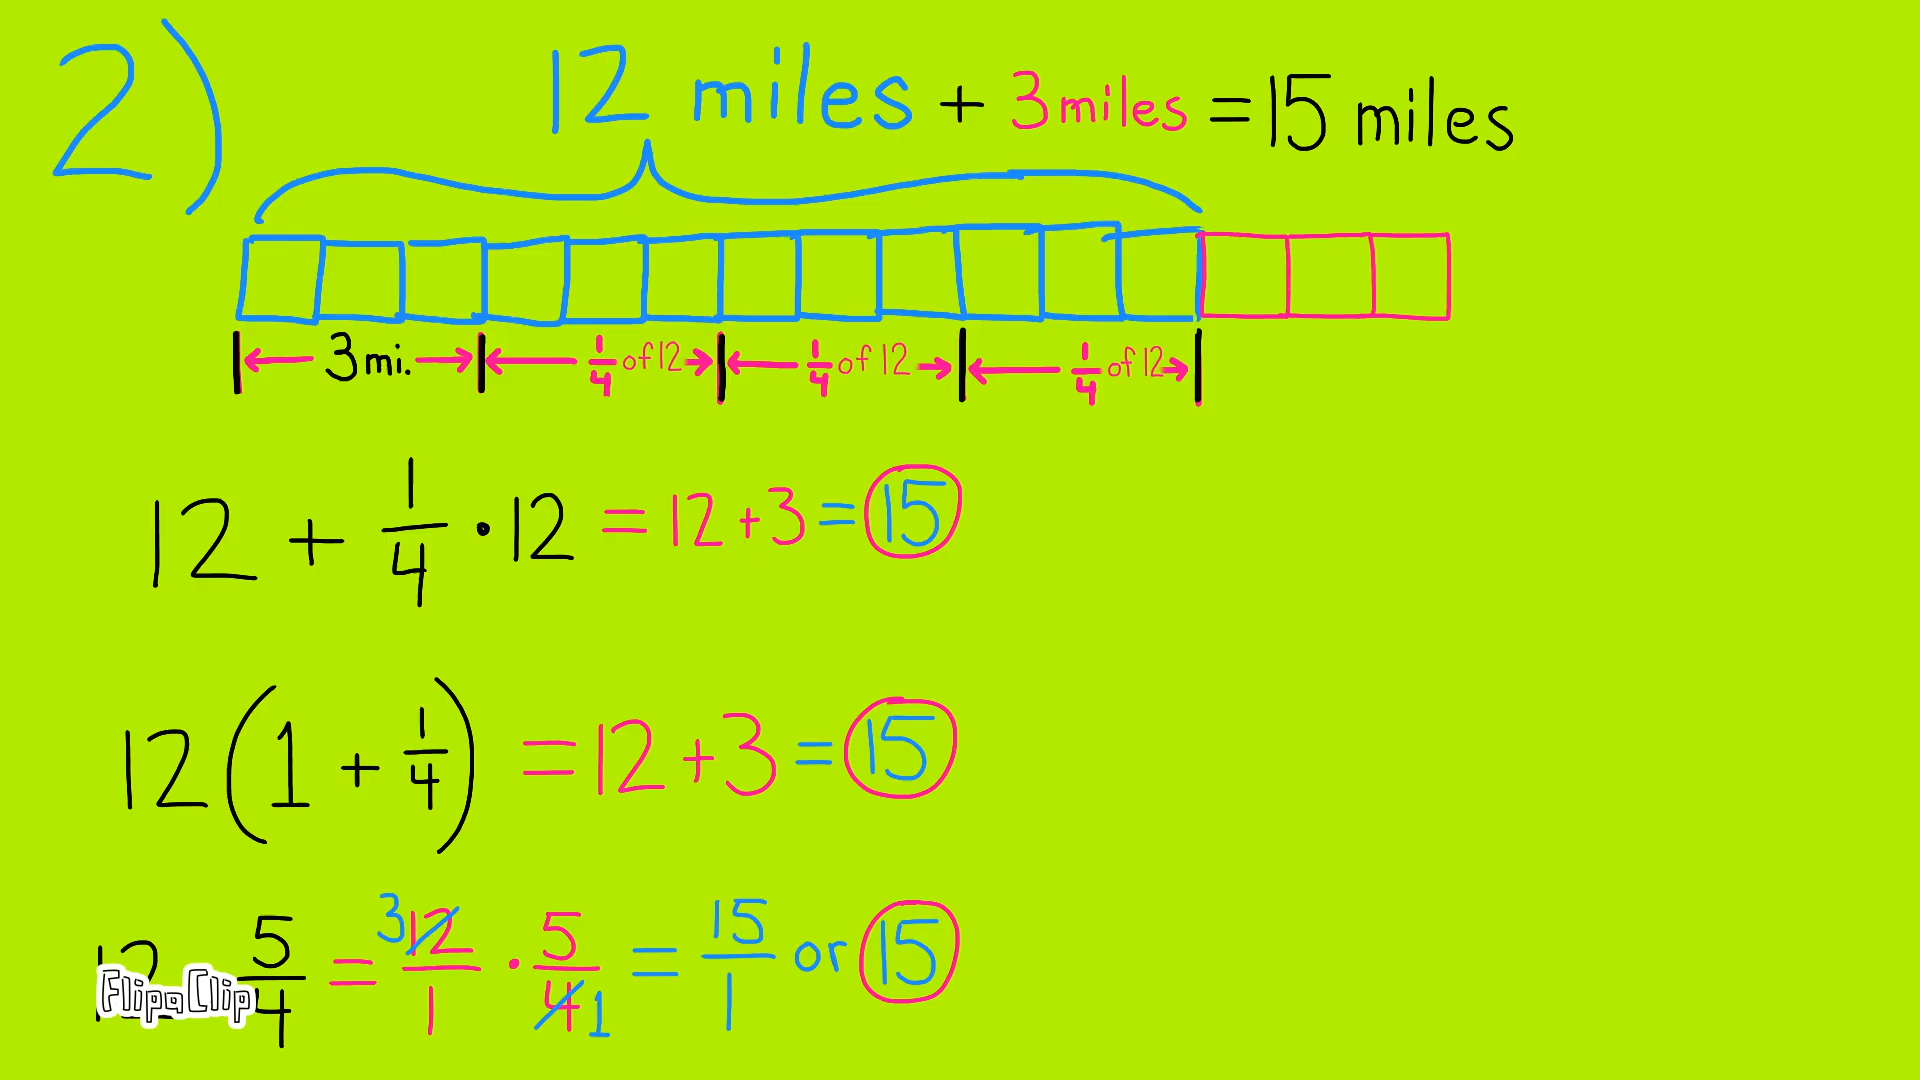 2)
12 miles + 3 miles = 15 miles
3 mi. 1/4 of 12 1/4 of 12 1/4 of 12
12 + 1/4 · 12 = 12 + 3 = 15
12 (1 + 1/4) = 12 + 3 = 15
12 5/4 = 3 12/1 · 5/4 1 = 15/1 or 15
FlipaClip